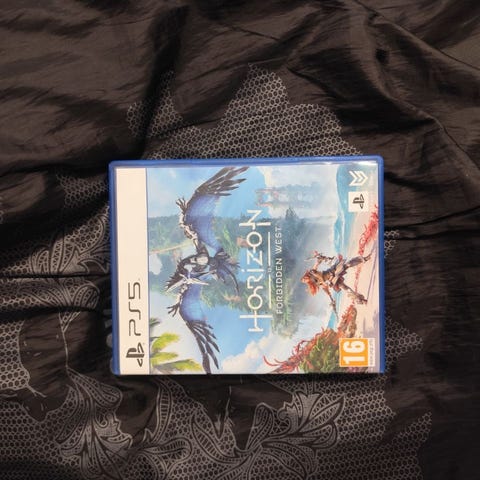 PS5
HORIZON
FORBIDDEN WEST
16